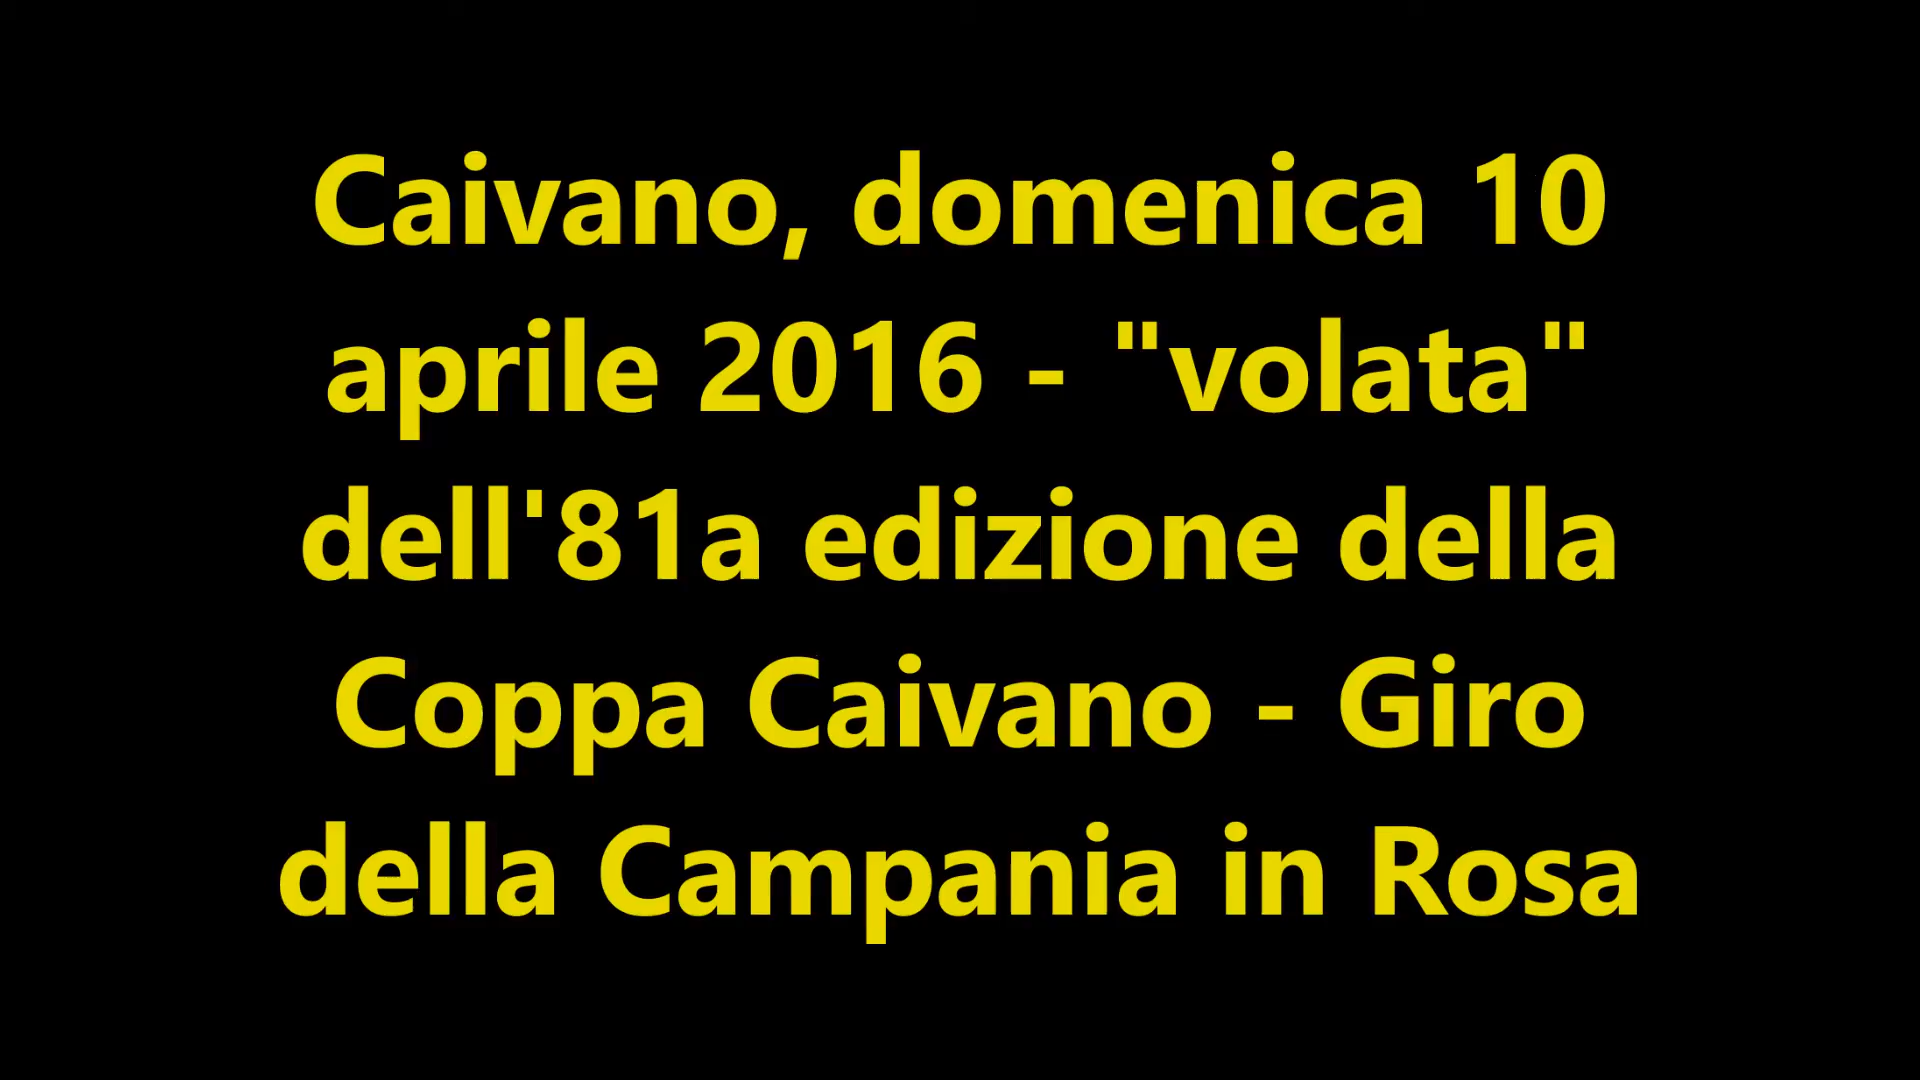 Caivano, domenica 10
aprile 2016 - "volata"
dell'81a edizione della
Coppa Caivano - Giro
della Campania in Rosa